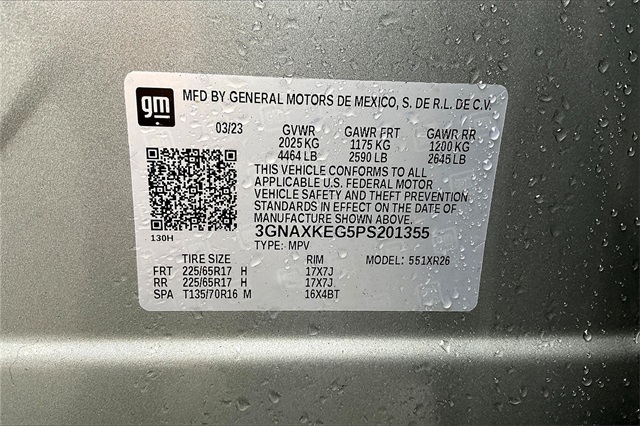 gm
MFD BY GENERAL MOTORS DE MEXICO, S. DE R.L. DE C.V.
03/23 GVWR GAWR FRT GAWR RR
2025 KG 1175 KG 1200 KG
4464 LB 2590 LB 2645 LB
THIS VEHICLE CONFORMS TO ALL
APPLICABLE U.S. FEDERAL MOTOR
VEHICLE SAFETY AND THEFT PREVENTION
STANDARDS IN EFFECT ON THE DATE OF
MANUFACTURE SHOWN ABOVE.
130H 3GNAXKEG5PS201355
TYPE: MPV
TIRE SIZE RIM MODEL: 551XR26
FRT 225/65R17 H 17X7J
RR 225/65R17 H 17X7J
SPA T135/70R16 M 16X4BT